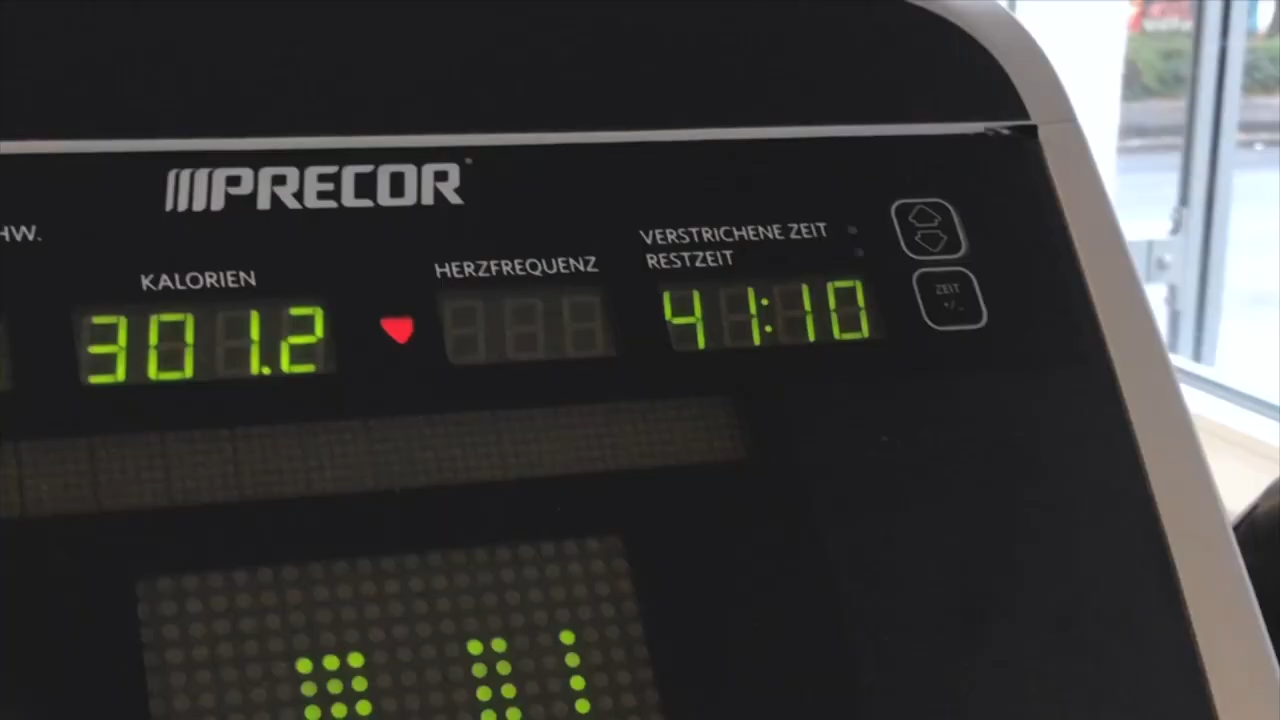 PRECOR
HW.
KALORIEN
HERZFREQUENZ
VERSTRICHENE ZEIT
RESTZEIT
301.2
41:10
ZEIT
+/-